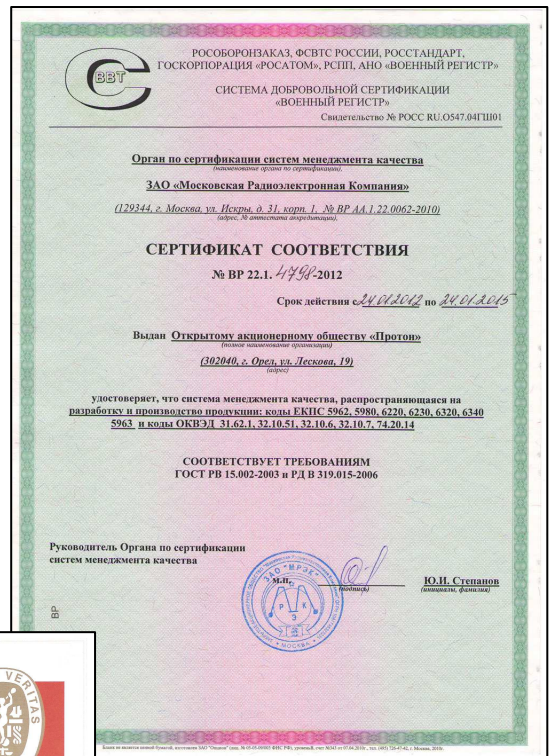 СВВТ
РОСОБОРОНЗАКАЗ, ФСВТС РОССИИ, РОССТАНДАРТ,
ГОСКОРПОРАЦИЯ «РОСАТОМ», РСПП, АНО «ВОЕННЫЙ РЕГИСТР»
СИСТЕМА ДОБРОВОЛЬНОЙ СЕРТИФИКАЦИИ
«ВОЕННЫЙ РЕГИСТР»
Свидетельство № РОСС RU.О547.04ГШ01
Орган по сертификации систем менеджмента качества
(наименование органа по сертификации).
ЗАО «Московская Радиоэлектронная Компания»
(129344, г. Москва, ул. Искры, д. 31, корп. 1, № ВР АА.1.22.0062-2010)
(адрес, № аттестата аккредитации).
СЕРТИФИКАТ СООТВЕТСТВИЯ
№ ВР 22.1. 4798-2012
Срок действия с 24.01.2012 по 24.01.2015
Выдан Открытому акционерному обществу «Протон»
(полное наименование организации)
(302040, г. Орел, ул. Лескова, 19)
(адрес)
удостоверяет, что система менеджмента качества, распространяющаяся на
разработку и производство продукции: коды ЕКПС 5962, 5980, 6220, 6230, 6320, 6340
5963 и коды ОКВЭД 31.62.1, 32.10.51, 32.10.6, 32.10.7, 74.20.14
СООТВЕТСТВУЕТ ТРЕБОВАНИЯМ
ГОСТ РВ 15.002-2003 и РД В 319.015-2006
Руководитель Органа по сертификации
систем менеджмента качества
М.П.
(подпись)
Ю.И. Степанов
(инициалы, фамилия)
ЗАО "МРЭК"
Р Э К
МОСКВА
ВР
VERITAS